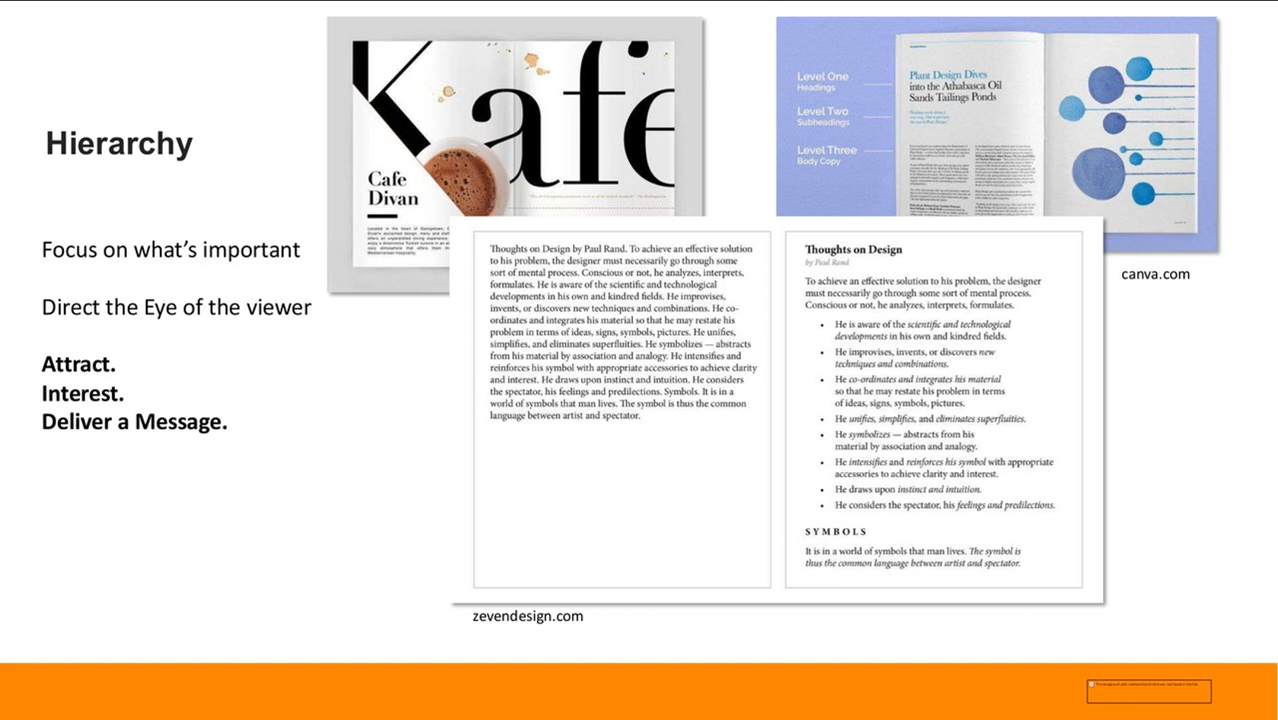 Hierarchy
Focus on what's important
Direct the Eye of the viewer
Attract.
Interest.
Deliver a Message.
Kafe
Cafe
Divan
Level One
Headings
Level Two
Subheadings
Level Three
Body Copy
Plant Design Dives
into the Athabasca Oil
Sands Tailings Ponds
canva.com
Thoughts on Design by Paul Rand. To achieve an effective solution
to his problem, the designer must necessarily go through some
sort of mental process. Conscious or not, he analyzes, interprets,
formulates. He is aware of the scientific and technological
developments in his own and kindred fields. He improvises,
invents, or discovers new techniques and combinations. He co-
ordinates and integrates his material so that he may restate his
problem in terms of ideas, signs, symbols, pictures. He unifies,
simplifies, and eliminates superfluities. He symbolizes — abstracts
from his material by association and analogy. He intensifies and
reinforces his symbol with appropriate accessories to achieve clarity
and interest. He draws upon instinct and intuition. He considers
the spectator, his feelings and predilections. Symbols. It is in a
world of symbols that man lives. The symbol is thus the common
language between artist and spectator.
Thoughts on Design
by Paul Rand
To achieve an effective solution to his problem, the designer
must necessarily go through some sort of mental process.
Conscious or not, he analyzes, interprets, formulates.
• He is aware of the scientific and technological
developments in his own and kindred fields.
• He improvises, invents, or discovers new
techniques and combinations.
• He co-ordinates and integrates his material
so that he may restate his problem in terms
of ideas, signs, symbols, pictures.
• He unifies, simplifies, and eliminates superfluities.
• He symbolizes — abstracts from his
material by association and analogy.
• He intensifies and reinforces his symbol with appropriate
accessories to achieve clarity and interest.
• He draws upon instinct and intuition.
• He considers the spectator, his feelings and predilections.
SYMBOLS
It is in a world of symbols that man lives. The symbol is
thus the common language between artist and spectator.
zevendesign.com